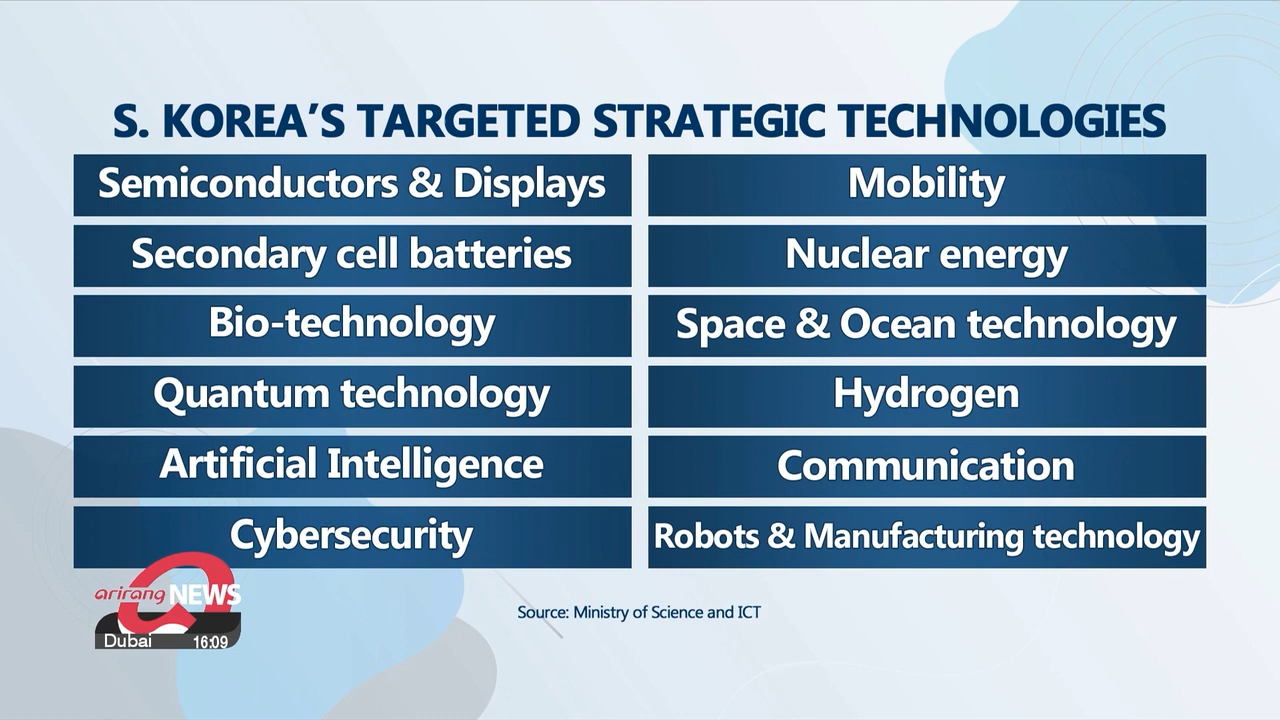 S. KOREA'S TARGETED STRATEGIC TECHNOLOGIES
Semiconductors & Displays
Mobility
Secondary cell batteries
Nuclear energy
Bio-technology
Space & Ocean technology
Quantum technology
Hydrogen
Artificial Intelligence
Communication
Cybersecurity
Robots & Manufacturing technology
arirang NEWS
Dubai 16:09
Source: Ministry of Science and ICT